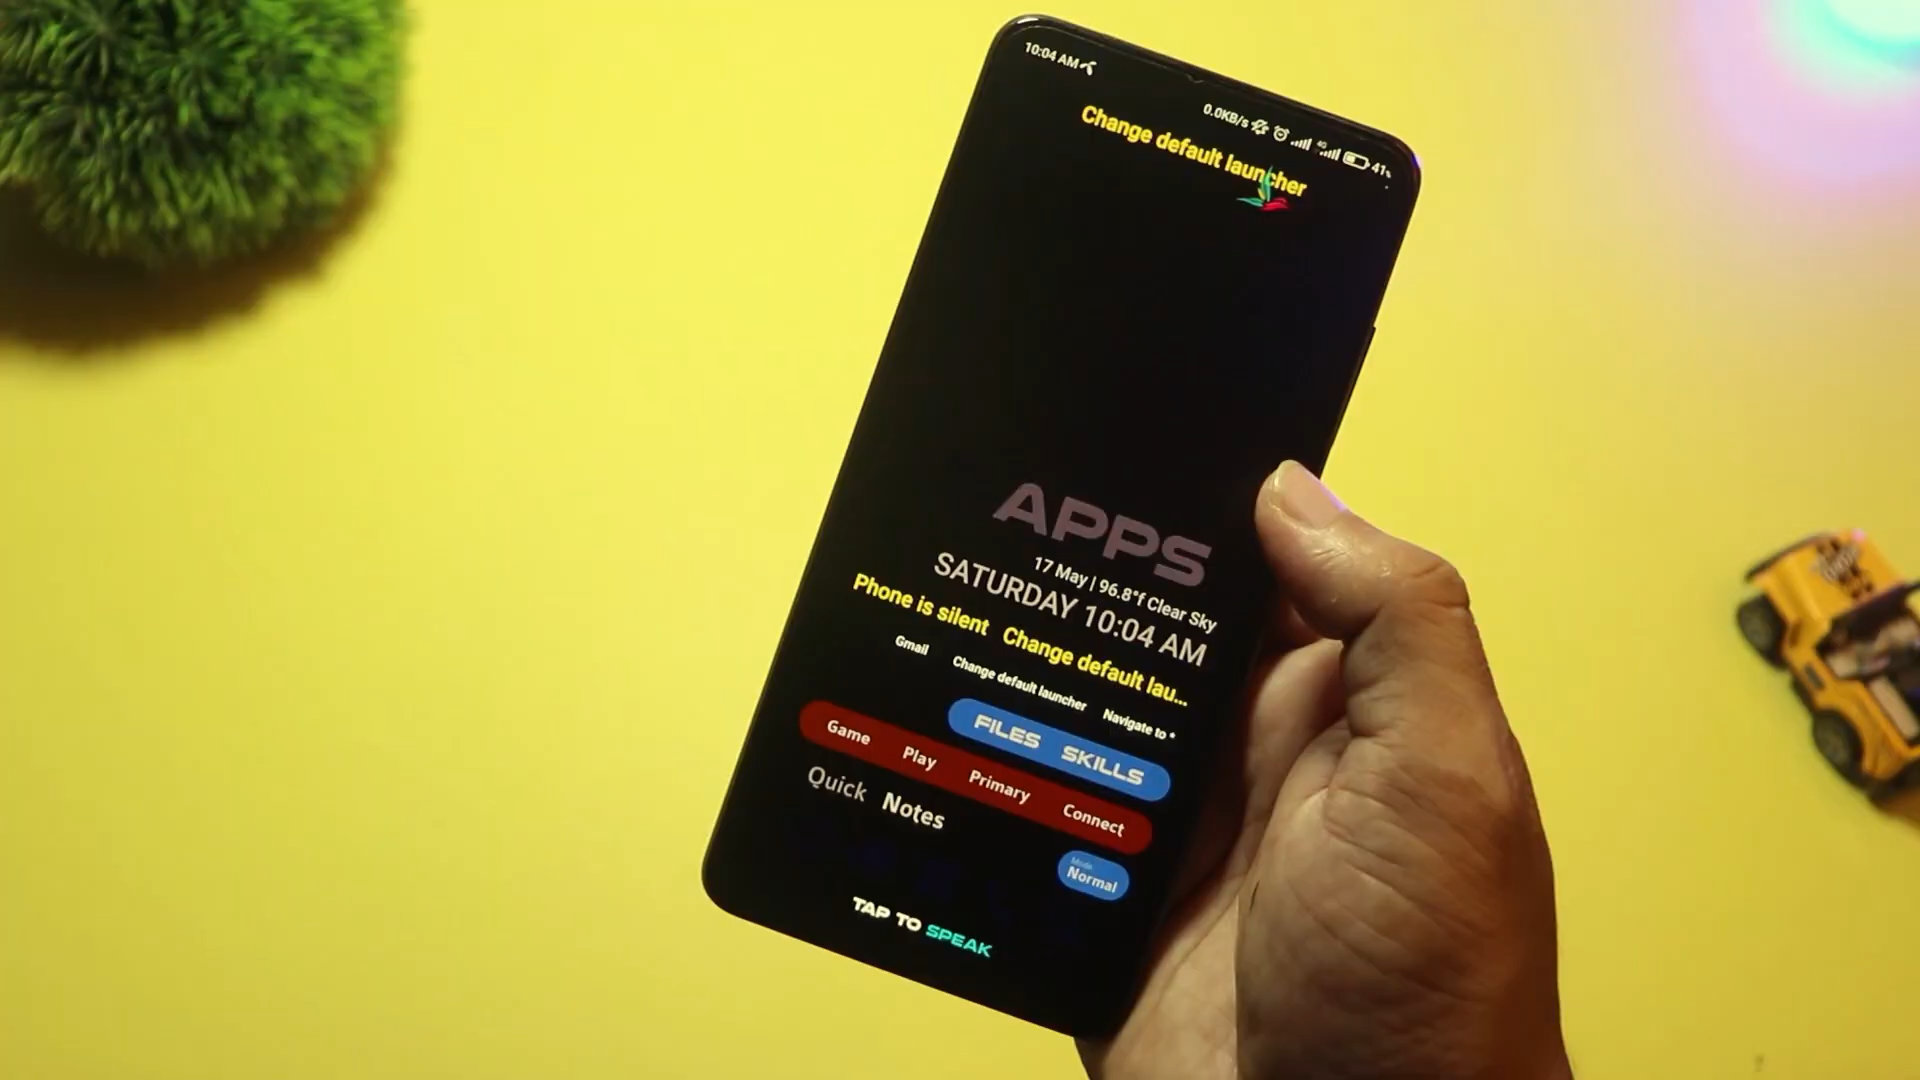 10:04 AM
0.0KB/s 4G 41%
Change default launcher
APPS
17 May | 96.8°f Clear Sky
SATURDAY 10:04 AM
Phone is silent Change default lau...
Gmail Change default launcher Navigate to *
FILES SKILLS
Game Play Primary Connect
Quick Notes
Mode
Normal
TAP TO SPEAK